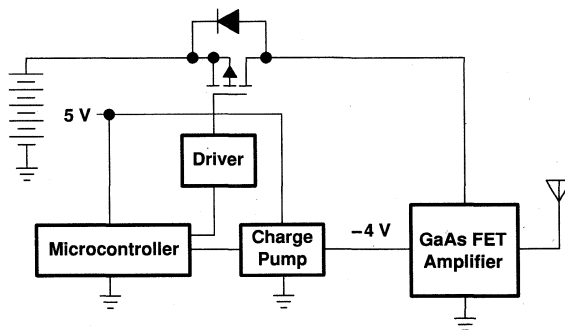 5 V
Driver
Microcontroller
Charge
Pump
−4 V
GaAs FET
Amplifier